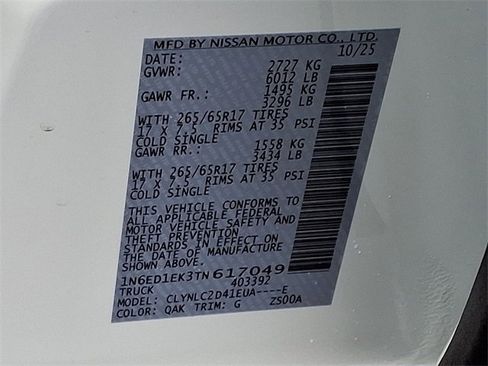 MFD BY NISSAN MOTOR CO., LTD.
DATE: 10/25
GVWR: 2727 KG
6012 LB
GAWR FR.: 1495 KG
3296 LB
WITH 265/65R17 TIRES
17 X 7.5 RIMS AT 35 PSI
COLD SINGLE
GAWR RR.: 1558 KG
3434 LB
WITH 265/65R17 TIRES
17 X 7.5 RIMS AT 35 PSI
COLD SINGLE
THIS VEHICLE CONFORMS TO
ALL APPLICABLE FEDERAL
MOTOR VEHICLE SAFETY AND
THEFT PREVENTION
STANDARDS IN EFFECT ON
THE DATE OF MANUFACTURE
SHOWN ABOVE.
1N6ED1EK3TN617049
TRUCK 403392
MODEL: CLYNLC2D41EUA----E
COLOR: QAK TRIM: G ZS00A